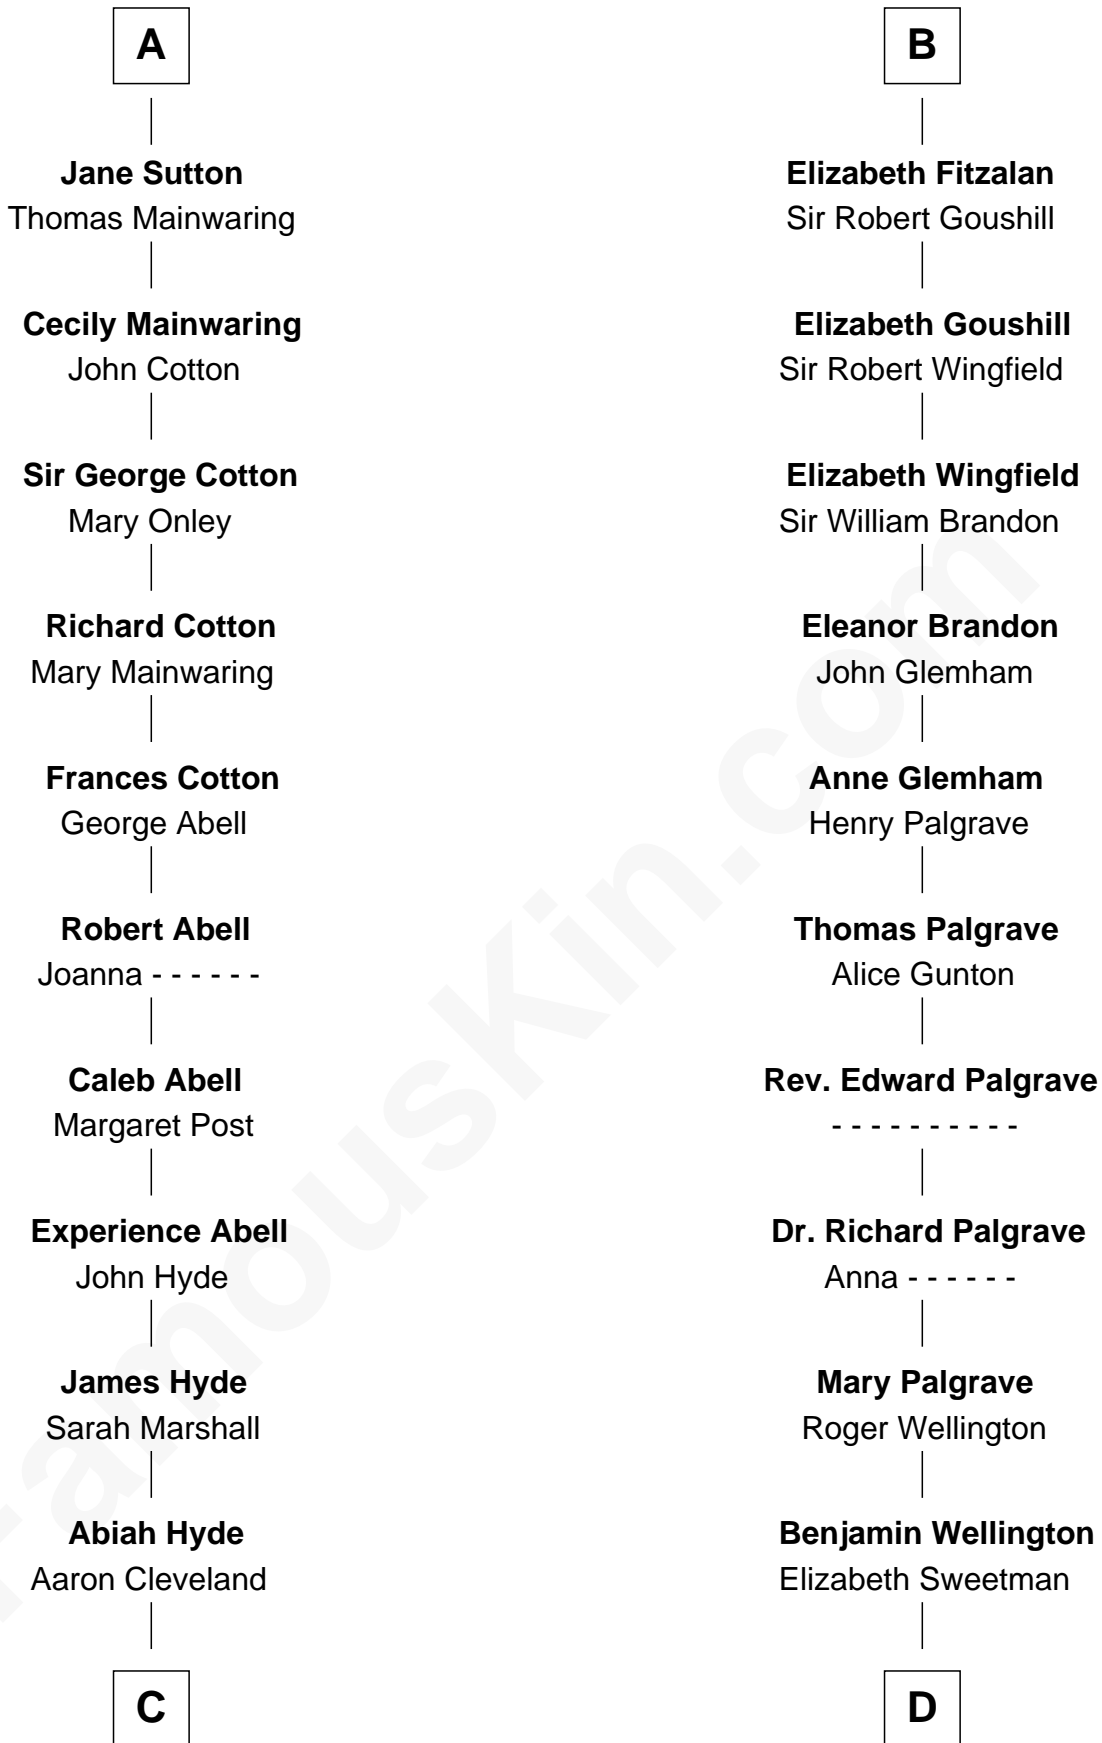 A
Jane Sutton
Thomas Mainwaring
Cecily Mainwaring
John Cotton
Sir George Cotton
Mary Onley
Richard Cotton
Mary Mainwaring
Frances Cotton
George Abell
Robert Abell
Joanna - - - - - -
Caleb Abell
Margaret Post
Experience Abell
John Hyde
James Hyde
Sarah Marshall
Abiah Hyde
Aaron Cleveland
C
B
Elizabeth Fitzalan
Sir Robert Goushill
Elizabeth Goushill
Sir Robert Wingfield
Elizabeth Wingfield
Sir William Brandon
Eleanor Brandon
John Glemham
Anne Glemham
Henry Palgrave
Thomas Palgrave
Alice Gunton
Rev. Edward Palgrave
- - - - - - - - - -
Dr. Richard Palgrave
Anna - - - - - -
Mary Palgrave
Roger Wellington
Benjamin Wellington
Elizabeth Sweetman
D
FamousKin.com